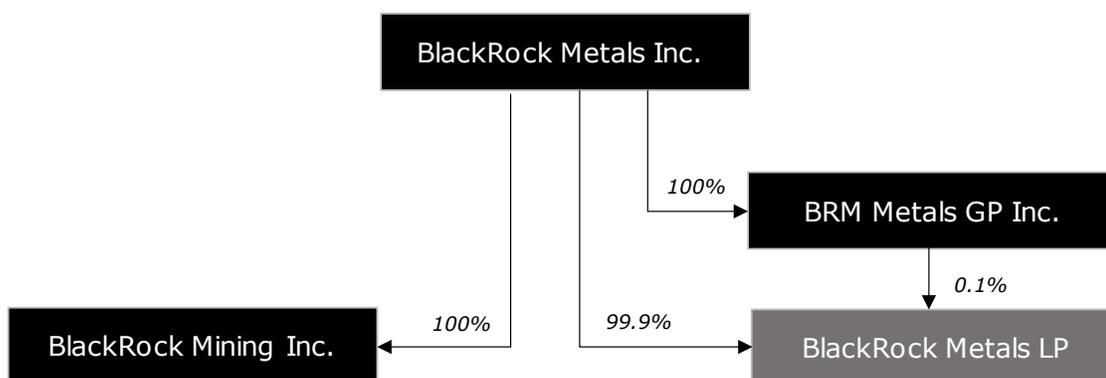 BlackRock Metals Inc.
100%
BRM Metals GP Inc.
0.1%
100%
99.9%
BlackRock Mining Inc.
BlackRock Metals LP